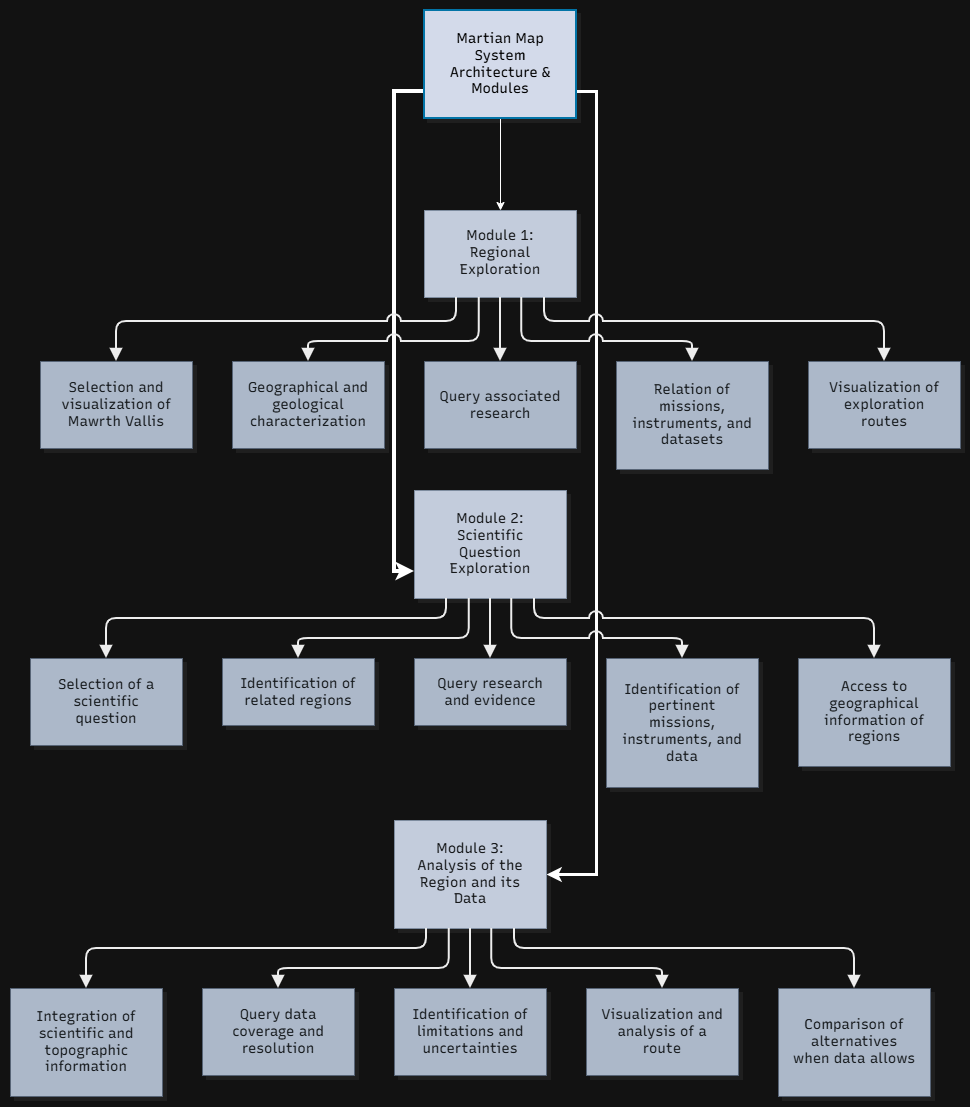 Martian Map
System
Architecture &
Modules
Module 1:
Regional
Exploration
Selection and
visualization of
Mawrth Vallis
Geographical and
geological
characterization
Query associated
research
Relation of
missions,
instruments, and
datasets
Visualization of
exploration
routes
Module 2:
Scientific
Question
Exploration
Selection of a
scientific
question
Identification of
related regions
Query research
and evidence
Identification of
pertinent
missions,
instruments, and
data
Access to
geographical
information of
regions
Module 3:
Analysis of the
Region and its
Data
Integration of
scientific and
topographic
information
Query data
coverage and
resolution
Identification of
limitations and
uncertainties
Visualization and
analysis of a
route
Comparison of
alternatives
when data allows